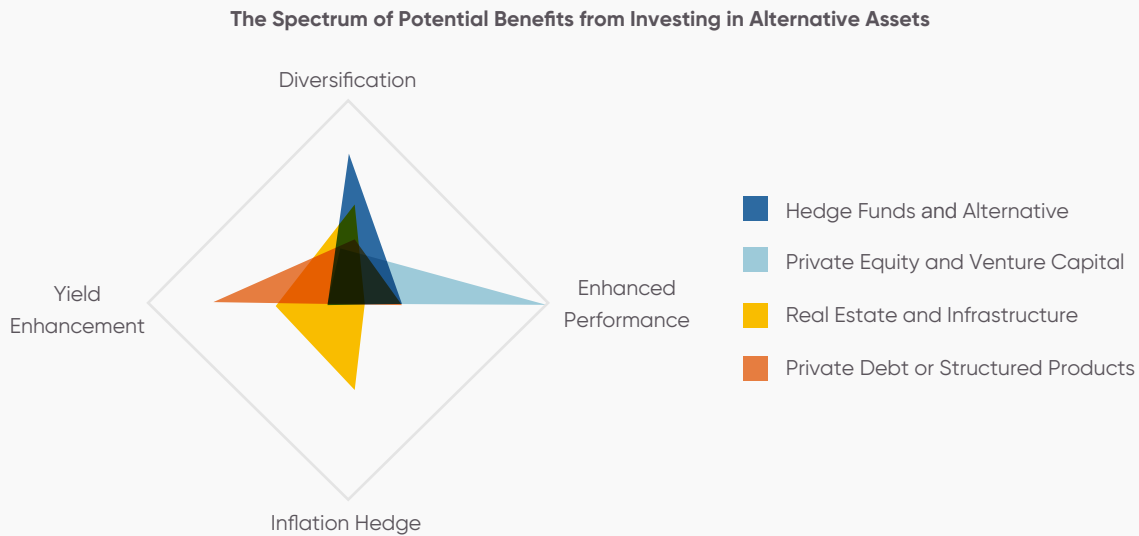 The Spectrum of Potential Benefits from Investing in Alternative Assets
Diversification
Yield
Enhancement
Enhanced
Performance
Inflation Hedge
Hedge Funds and Alternative
Private Equity and Venture Capital
Real Estate and Infrastructure
Private Debt or Structured Products